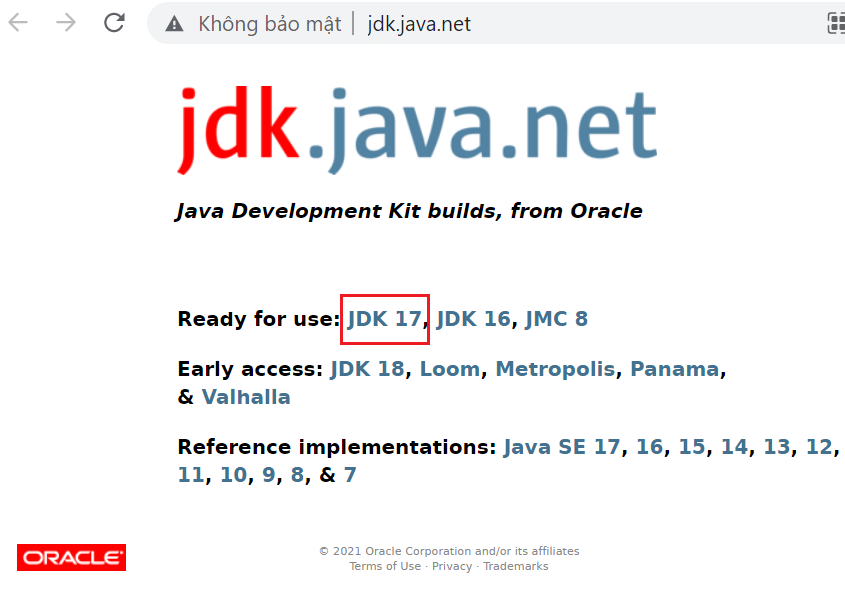 Không bảo mật | jdk.java.net
jdk.java.net
Java Development Kit builds, from Oracle
Ready for use: JDK 17, JDK 16, JMC 8
Early access: JDK 18, Loom, Metropolis, Panama,
& Valhalla
Reference implementations: Java SE 17, 16, 15, 14, 13, 12,
11, 10, 9, 8, & 7
ORACLE
© 2021 Oracle Corporation and/or its affiliates
Terms of Use · Privacy · Trademarks